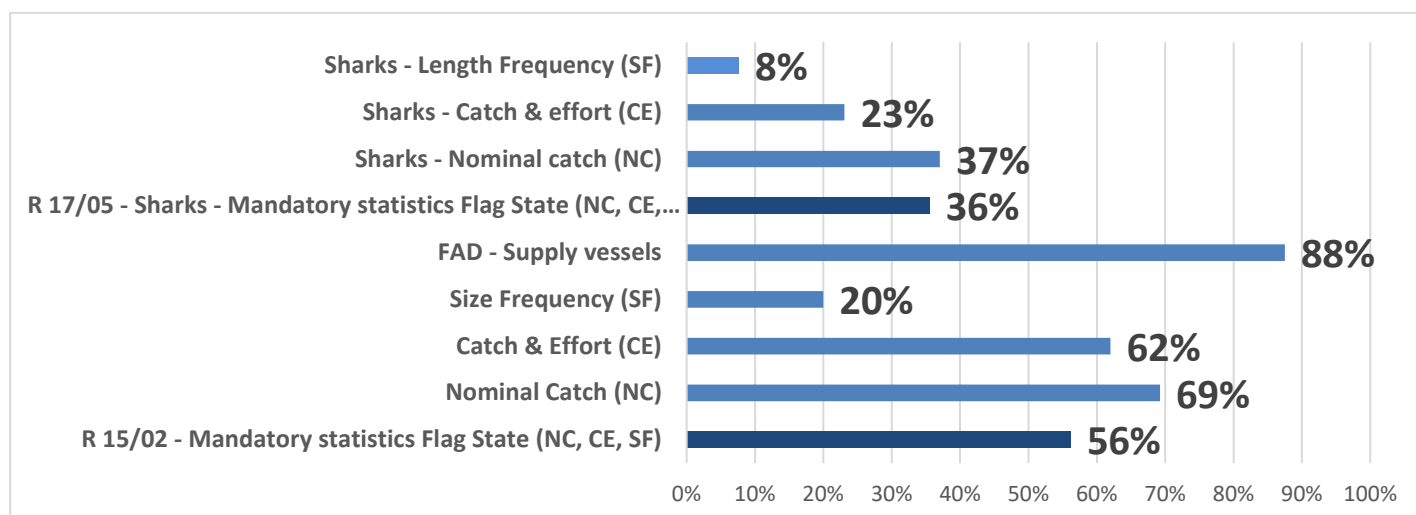 Sharks - Length Frequency (SF) 8%
Sharks - Catch & effort (CE) 23%
Sharks - Nominal catch (NC) 37%
R 17/05 - Sharks - Mandatory statistics Flag State (NC, CE,... 36%
FAD - Supply vessels 88%
Size Frequency (SF) 20%
Catch & Effort (CE) 62%
Nominal Catch (NC) 69%
R 15/02 - Mandatory statistics Flag State (NC, CE, SF) 56%
0% 10% 20% 30% 40% 50% 60% 70% 80% 90% 100%